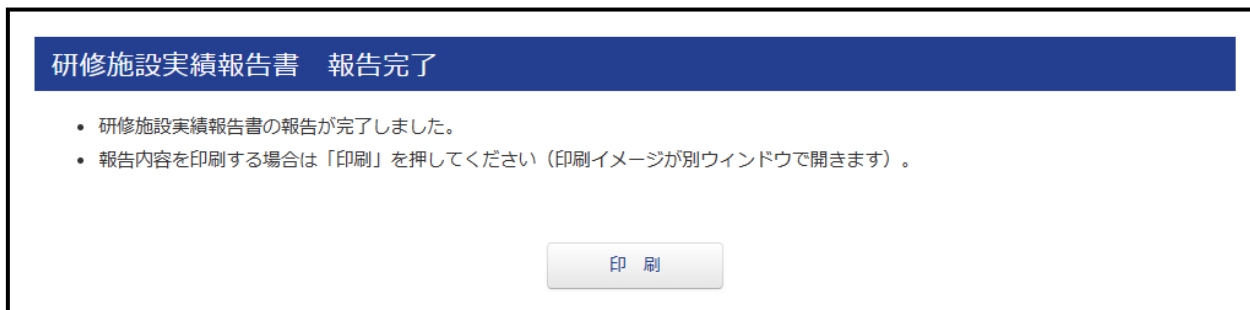 研修施設実績報告書　報告完了
• 研修施設実績報告書の報告が完了しました。
• 報告内容を印刷する場合は「印刷」を押してください（印刷イメージが別ウィンドウで開きます）。
印　刷